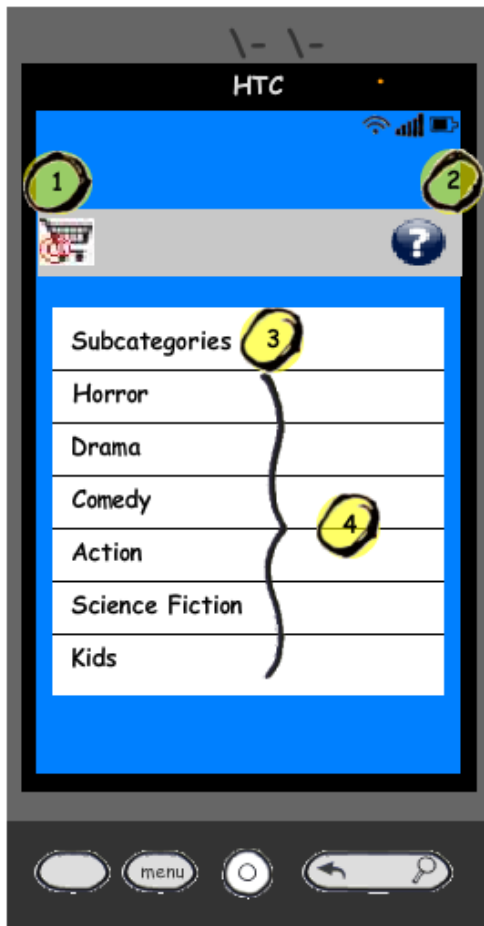 HTC
1
2
?
Subcategories 3
Horror
Drama
Comedy
4
Action
Science Fiction
Kids
menu